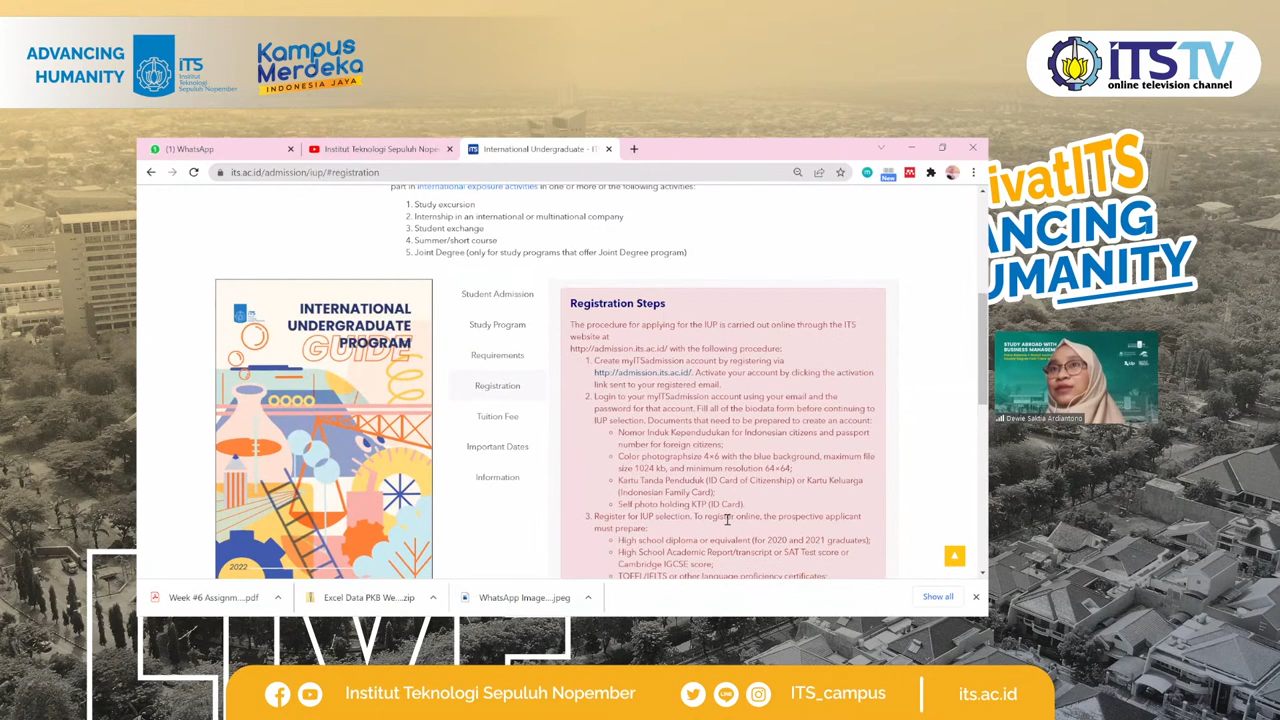 ADVANCING
HUMANITY
iTS
Institut
Teknologi
Sepuluh Nopember
Kampus
Merdeka
INDONESIA JAYA
iTSTV
online television channel
(1) WhatsApp
Institut Teknologi Sepuluh Nope
International Undergraduate - IT
its.ac.id/admission/iup/#registration
New
part in international exposure activities in one or more of the following activities:
1. Study excursion
2. Internship in an international or multinational company
3. Student exchange
4. Summer/short course
5. Joint Degree (only for study programs that offer Joint Degree program)
INTERNATIONAL
UNDERGRADUATE
PROGRAM
GUIDE
2022
Student Admission
Study Program
Requirements
Registration
Tuition Fee
Important Dates
Information
Registration Steps
The procedure for applying for the IUP is carried out online through the ITS
website at
http://admission.its.ac.id/ with the following procedure:
1. Create myITSadmission account by registering via
http://admission.its.ac.id/. Activate your account by clicking the activation
link sent to your registered email.
2. Login to your myITSadmission account using your email and the
password for that account. Fill all of the biodata form before continuing to
IUP selection. Documents that need to be prepared to create an account:
Nomor Induk Kependudukan for Indonesian citizens and passport
number for foreign citizens;
Color photographsize 4×6 with the blue background, maximum file
size 1024 kb, and minimum resolution 64×64;
Kartu Tanda Penduduk (ID Card of Citizenship) or Kartu Keluarga
(Indonesian Family Card);
Self photo holding KTP (ID Card).
3. Register for IUP selection. To register online, the prospective applicant
must prepare:
High school diploma or equivalent (for 2020 and 2021 graduates);
High School Academic Report/transcript or SAT Test score or
Cambridge IGCSE score;
TOEFL/IELTS or other language proficiency certificates;
ivatITS
ANCING
UMANITY
STUDY ABROAD WITH
BUSINESS MANAGEM
Dewie Saktia Ardiantono
Week #6 Assignm....pdf
Excel Data PKB We....zip
WhatsApp Image....jpeg
Show all
Institut Teknologi Sepuluh Nopember
ITS_campus
its.ac.id